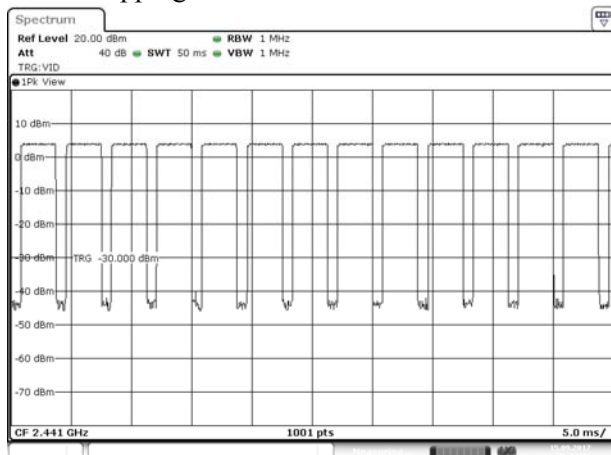 Spectrum
Ref Level 20.00 dBm RBW 1 MHz
Att 40 dB SWT 50 ms VBW 1 MHz
TRG:VID
1Pk View
10 dBm
0 dBm
-10 dBm
-20 dBm
-30 dBm
TRG -30.000 dBm
-40 dBm
-50 dBm
-60 dBm
-70 dBm
CF 2.441 GHz 1001 pts 5.0 ms/